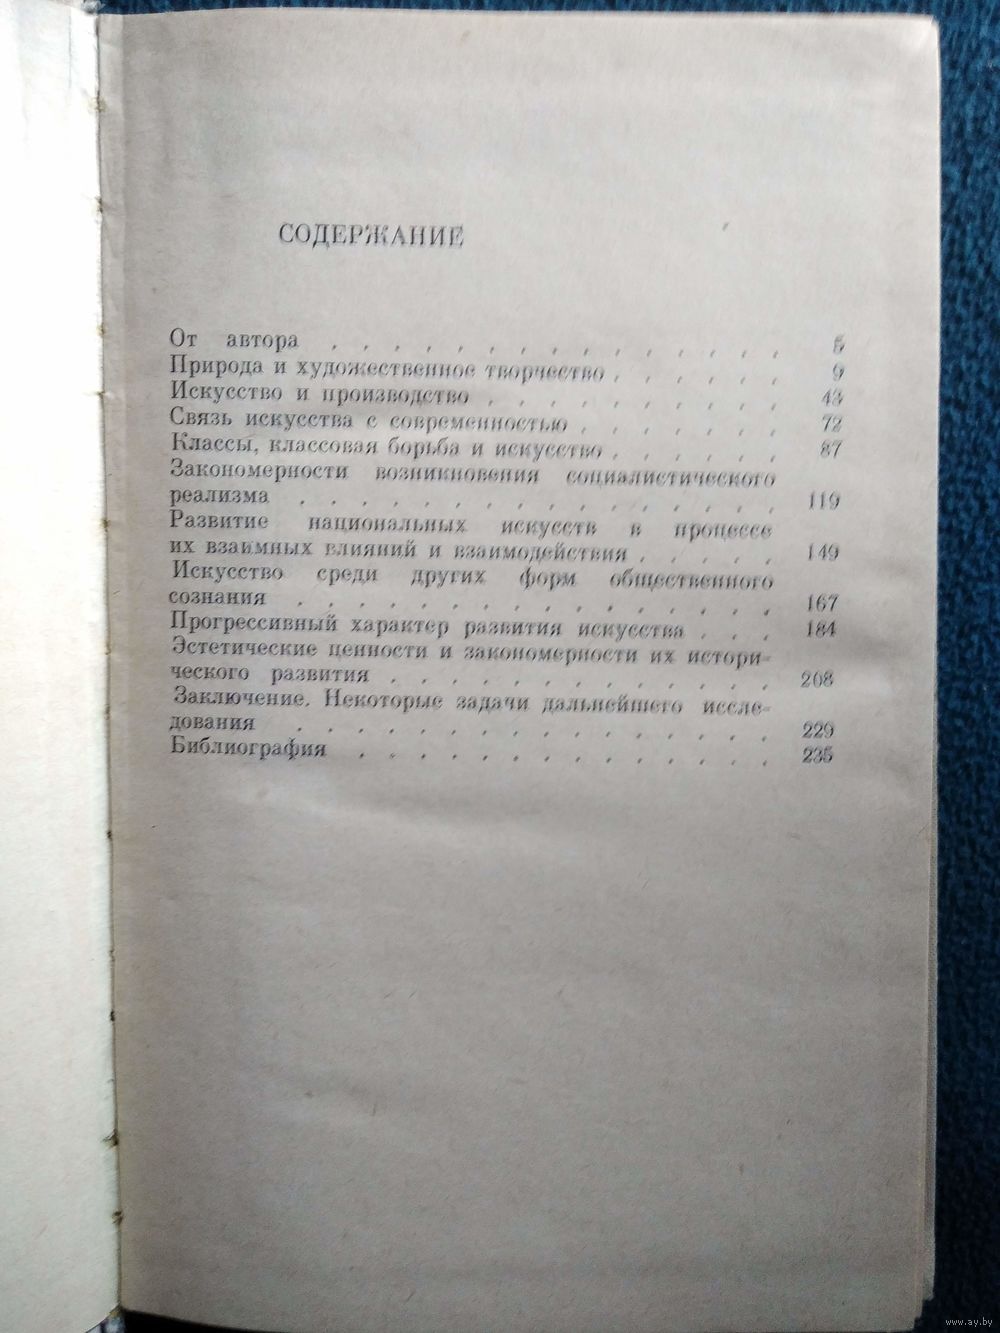 СОДЕРЖАНИЕ
От автора . . . . . . . . . . . . . . . 5
Природа и художественное творчество . . . . . . 9
Искусство и производство . . . . . . . . . . 43
Связь искусства с современностью . . . . . . . 72
Классы, классовая борьба и искусство . . . . . . 87
Закономерности возникновения социалистического
реализма . . . . . . . . . . . . . . . . 119
Развитие национальных искусств в процессе
их взаимных влияний и взаимодействия . . . . . 149
Искусство среди других форм общественного
сознания . . . . . . . . . . . . . . . . 167
Прогрессивный характер развития искусства . . . 184
Эстетические ценности и закономерности их истори-
ческого развития . . . . . . . . . . . . . 208
Заключение. Некоторые задачи дальнейшего иссле-
дования . . . . . . . . . . . . . . . . 229
Библиография . . . . . . . . . . . . . . 235
www.ay.by